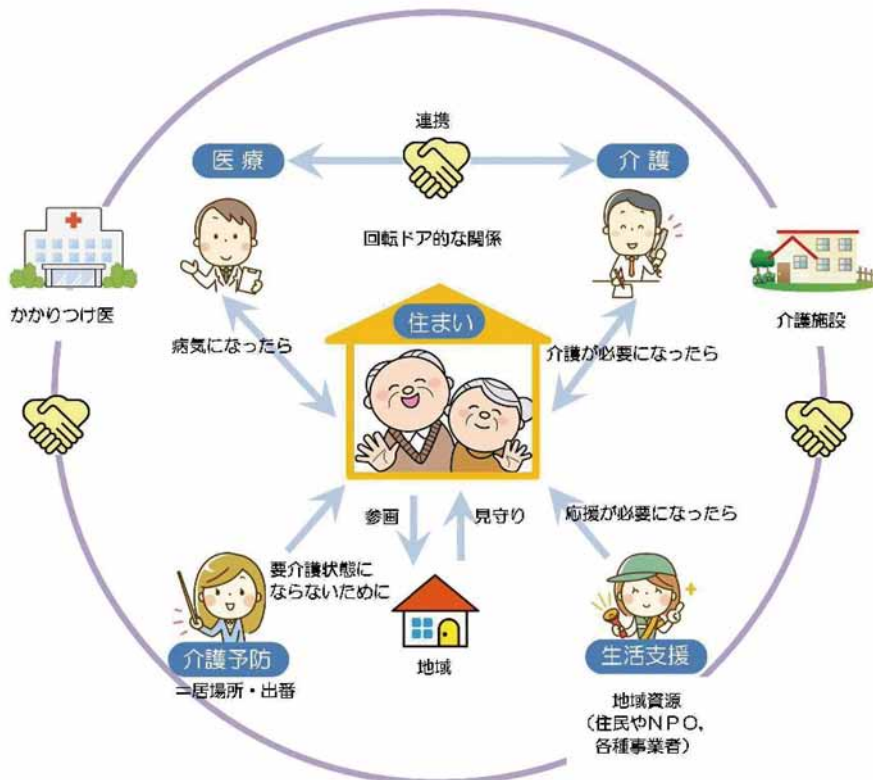 連携
医療
介護
回転ドア的な関係
かかりつけ医
住まい
介護施設
病気になったら
介護が必要になったら
参画
見守り
応援が必要になったら
要介護状態に
ならないために
介護予防
=居場所・出番
地域
生活支援
地域資源
(住民やNPO,
各種事業者)